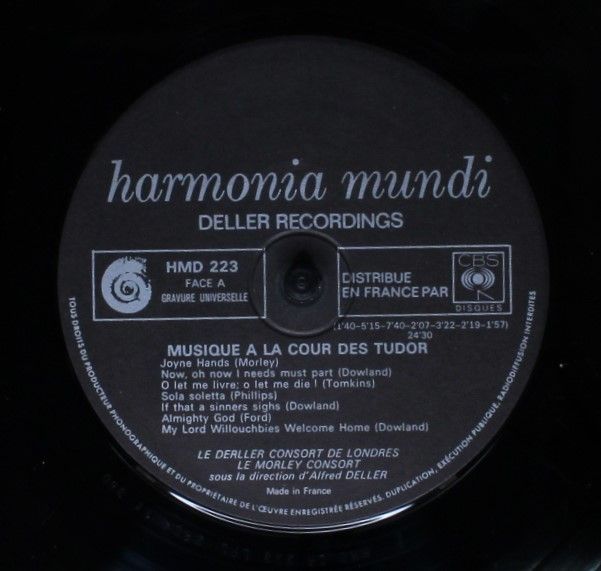 harmonia mundi
DELLER RECORDINGS
HMD 223
FACE A
GRAVURE UNIVERSELLE
DISTRIBUE
EN FRANCE PAR
CBS
DISQUES
(1'40-5'15-7'40-2'07-3'22-2'19-1'57)
24'30
MUSIQUE A LA COUR DES TUDOR
Joyne Hands (Morley)
Now, oh now I needs must part (Dowland)
O let me livre; o let me die ! (Tomkins)
Sola soletta (Phillips)
If that a sinners sighs (Dowland)
Almighty God (Ford)
My Lord Willouchbies Welcome Home (Dowland)
LE DERLLER CONSORT DE LONDRES
LE MORLEY CONSORT
sous la direction d'Alfred DELLER
Made in France
TOUS DROITS DU PRODUCTEUR PHONOGRAPHIQUE ET DU PROPRIÉTAIRE DE L'ŒUVRE ENREGISTRÉE RÉSERVÉS. DUPLICATION, EXÉCUTION PUBLIQUE, RADIODIFFUSION INTERDITES